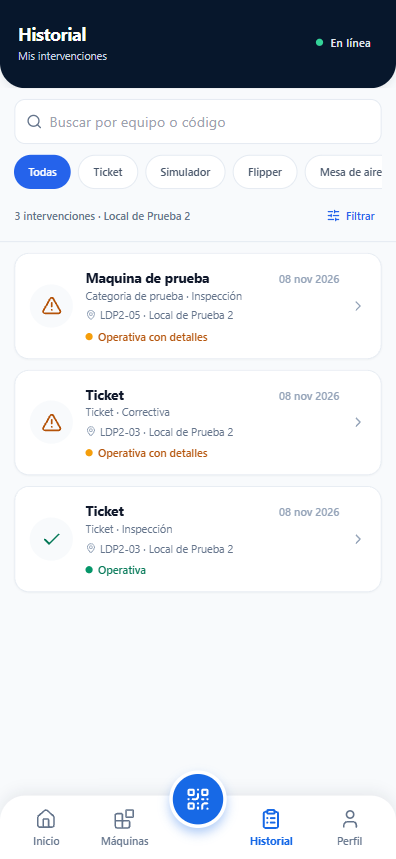 Historial
Mis intervenciones
En línea
Buscar por equipo o código
Todas
Ticket
Simulador
Flipper
Mesa de aire
3 intervenciones · Local de Prueba 2
Filtrar
Maquina de prueba
08 nov 2026
Categoria de prueba · Inspección
LDP2-05 · Local de Prueba 2
Operativa con detalles
Ticket
08 nov 2026
Ticket · Correctiva
LDP2-03 · Local de Prueba 2
Operativa con detalles
Ticket
08 nov 2026
Ticket · Inspección
LDP2-03 · Local de Prueba 2
Operativa
Inicio
Máquinas
Historial
Perfil